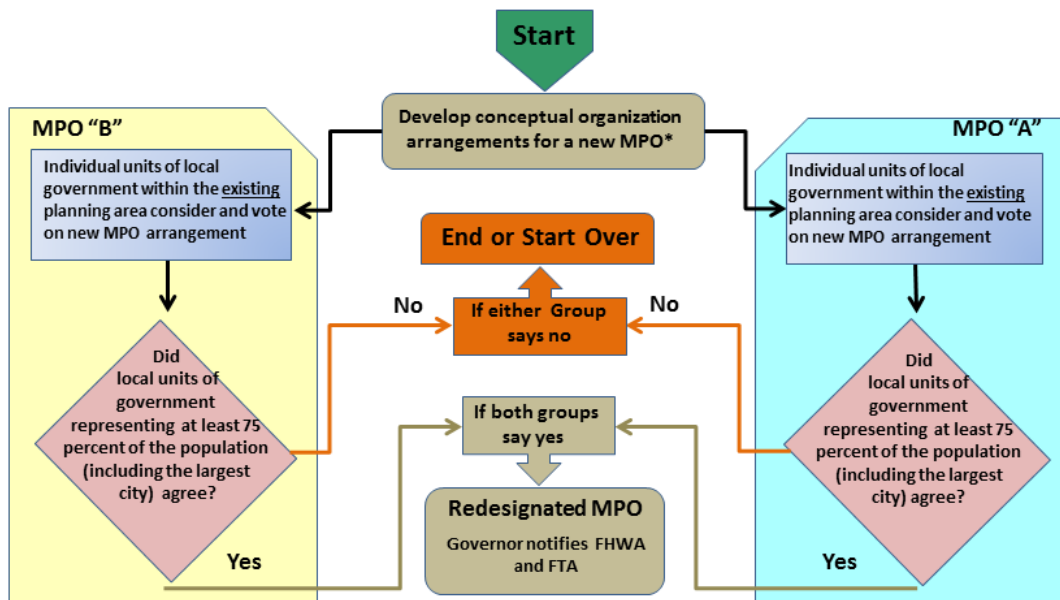 Start
Develop conceptual organization
arrangements for a new MPO*
MPO “B”
Individual units of local
government within the existing
planning area consider and vote
on new MPO arrangement
Did
local units of
government
representing at least 75
percent of the population
(including the largest
city) agree?
Yes
No
End or Start Over
If either Group
says no
No
If both groups
say yes
Redesignated MPO
Governor notifies FHWA
and FTA
MPO “A”
Individual units of local
government within the existing
planning area consider and vote
on new MPO arrangement
Did
local units of
government
representing at least 75
percent of the population
(including the largest
city) agree?
Yes